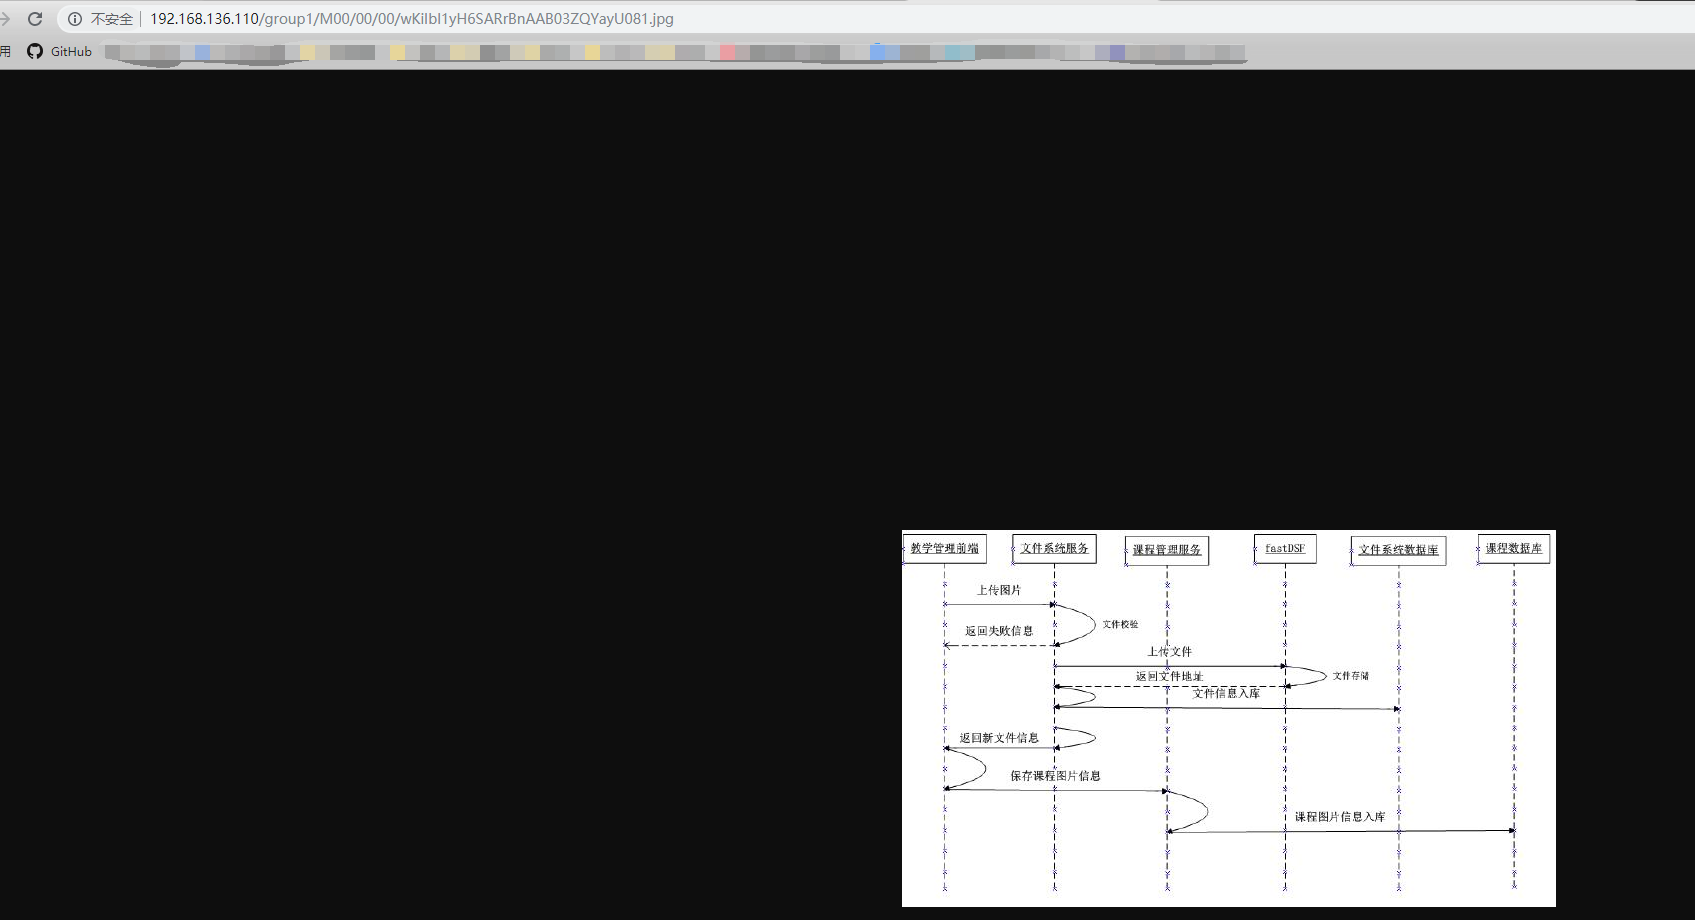 不安全 192.168.136.110/group1/M00/00/00/wKiIbl1yH6SARrBnAAB03ZQYayU081.jpg
用 GitHub
教学管理前端 文件系统服务 课程管理服务 fastDSF 文件系统数据库 课程数据库
上传图片
文件校验
返回失败信息
上传文件
返回文件地址 文件存储
文件信息入库
返回新文件信息
保存课程图片信息
课程图片信息入库